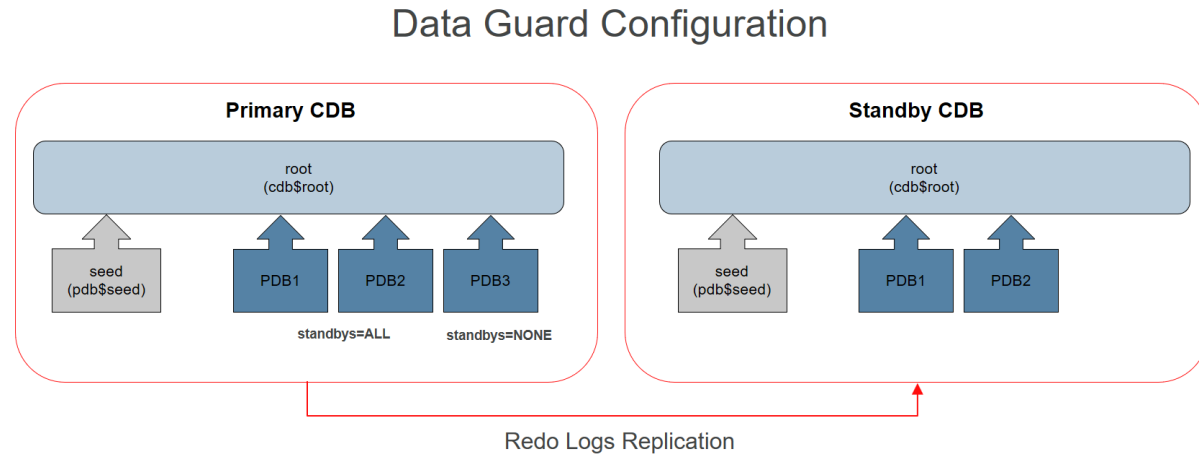 Data Guard Configuration
Primary CDB
root
(cdb$root)
seed
(pdb$seed)
PDB1
PDB2
PDB3
standbys=ALL
standbys=NONE
Standby CDB
root
(cdb$root)
seed
(pdb$seed)
PDB1
PDB2
Redo Logs Replication